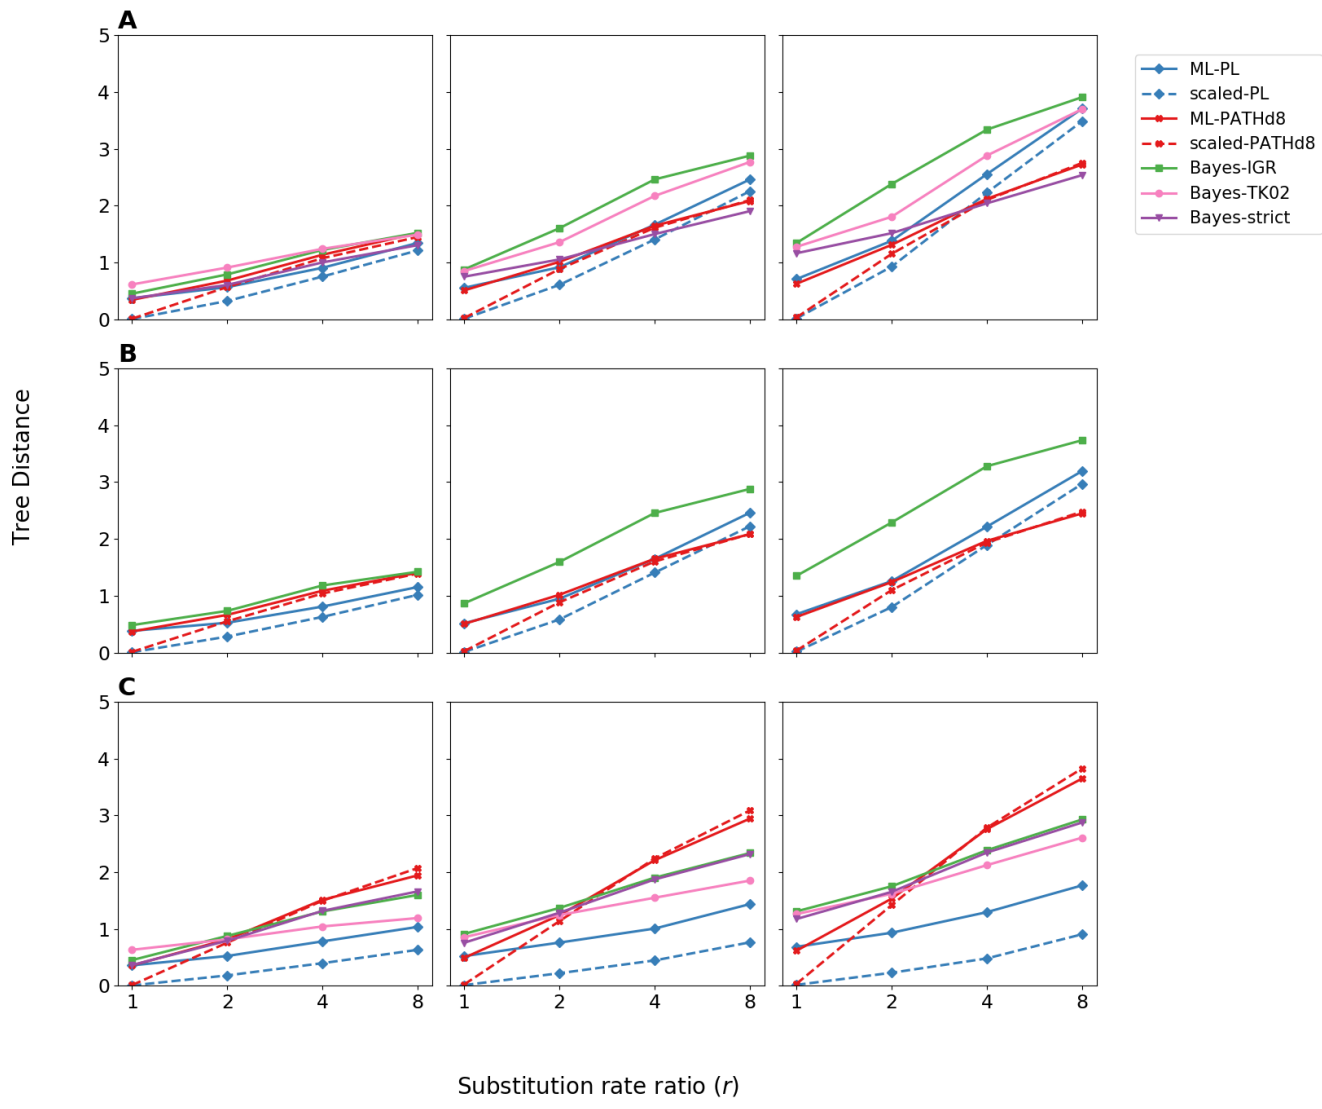 A
5
4
3
2
1
0
ML-PL
scaled-PL
ML-PATHd8
scaled-PATHd8
Bayes-IGR
Bayes-TK02
Bayes-strict
B
5
4
3
2
1
0
Tree Distance
C
5
4
3
2
1
0
1 2 4 8 1 2 4 8 1 2 4 8
Substitution rate ratio (r)